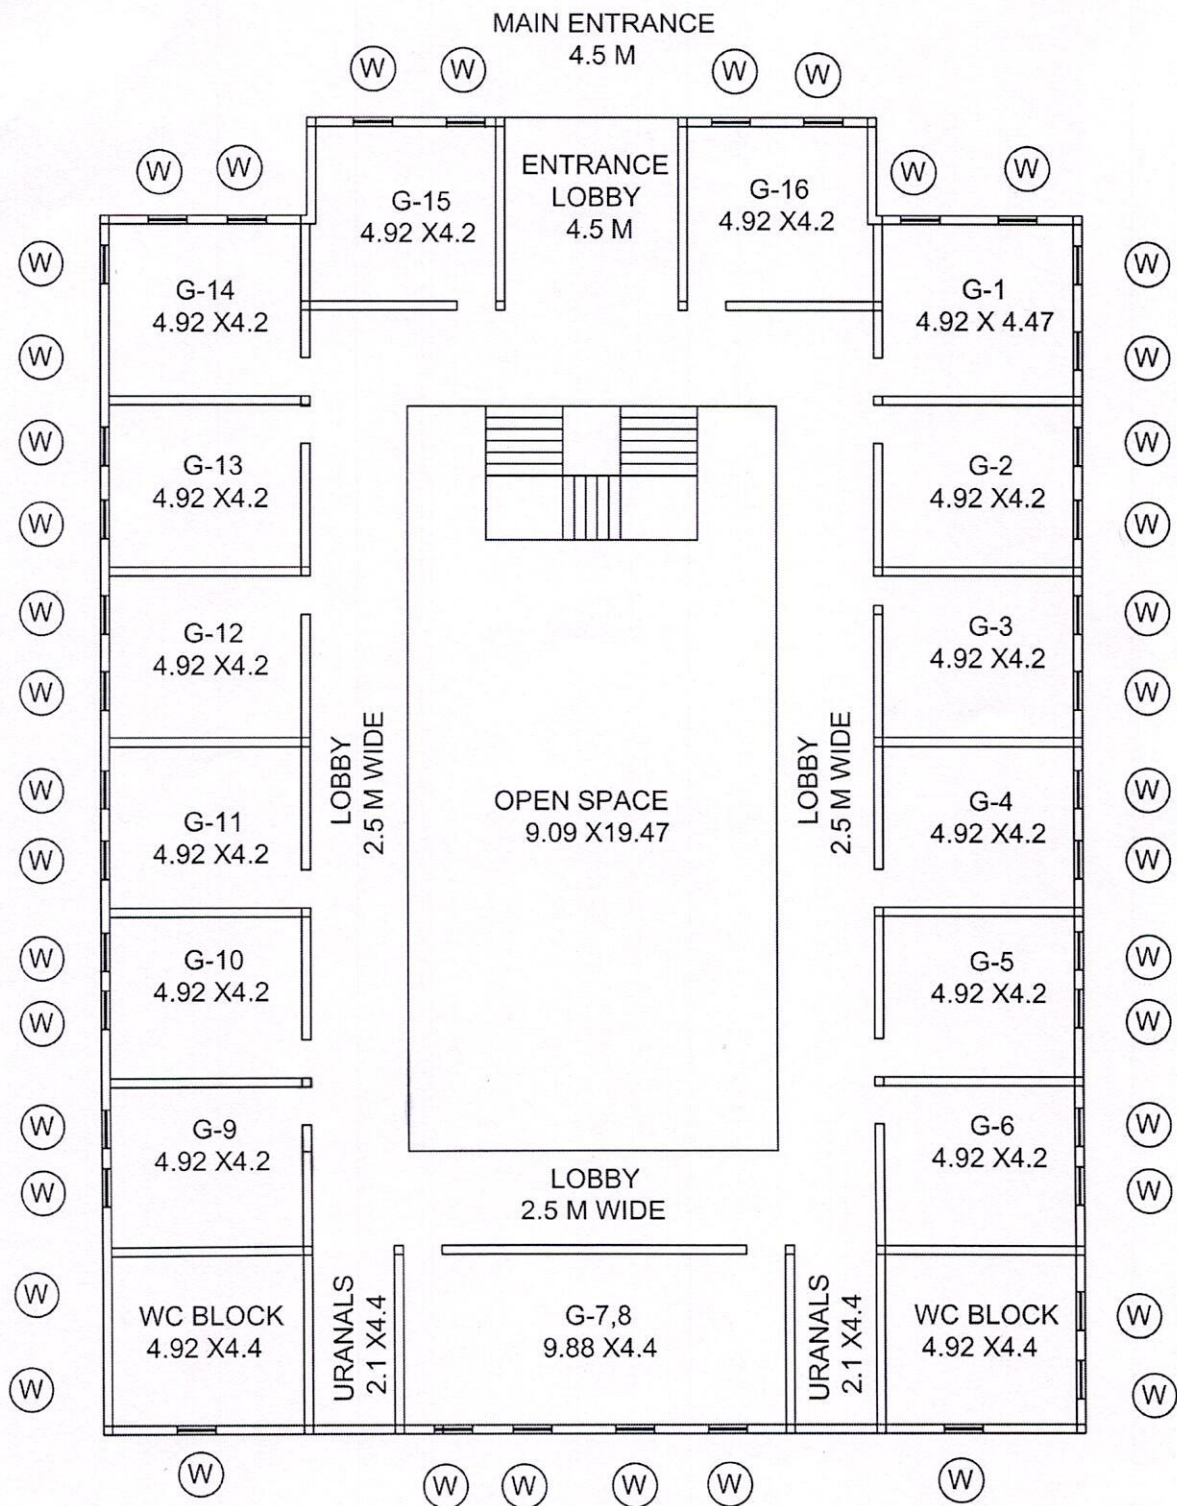 MAIN ENTRANCE
4.5 M
W
W
W
W
ENTRANCE
LOBBY
4.5 M
G-15
4.92 X4.2
G-16
4.92 X4.2
W
W
W
W
W
G-14
4.92 X4.2
G-1
4.92 X 4.47
W
W
W
W
G-13
4.92 X4.2
G-2
4.92 X4.2
W
W
W
W
G-12
4.92 X4.2
G-3
4.92 X4.2
W
W
W
LOBBY
2.5 M WIDE
LOBBY
2.5 M WIDE
W
G-11
4.92 X4.2
OPEN SPACE
9.09 X19.47
G-4
4.92 X4.2
W
W
W
W
G-10
4.92 X4.2
G-5
4.92 X4.2
W
W
W
W
G-9
4.92 X4.2
G-6
4.92 X4.2
W
W
LOBBY
2.5 M WIDE
W
W
WC BLOCK
4.92 X4.4
URANALS
2.1 X4.4
G-7,8
9.88 X4.4
URANALS
2.1 X4.4
WC BLOCK
4.92 X4.4
W
W
W
W
W
W
W
W
W
W
W